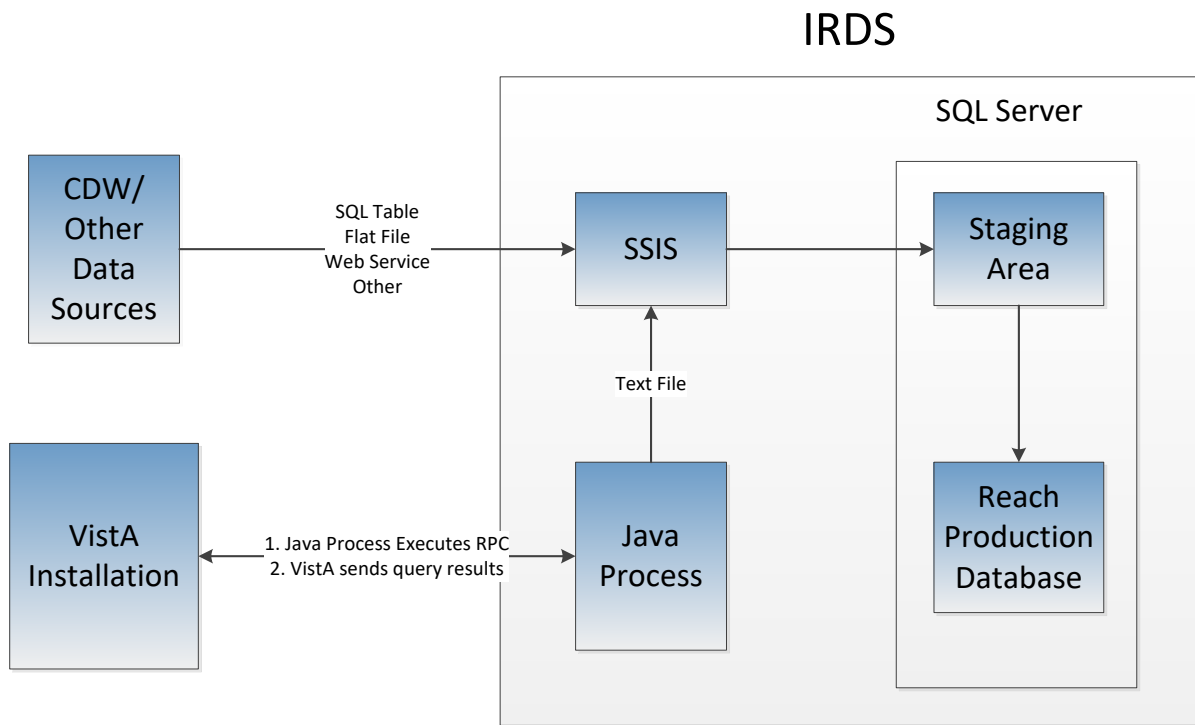 IRDS
SQL Server
CDW/
Other
Data
Sources
SQL Table
Flat File
Web Service
Other
SSIS
Staging
Area
Text File
VistA
Installation
1. Java Process Executes RPC
2. VistA sends query results
Java
Process
Reach
Production
Database